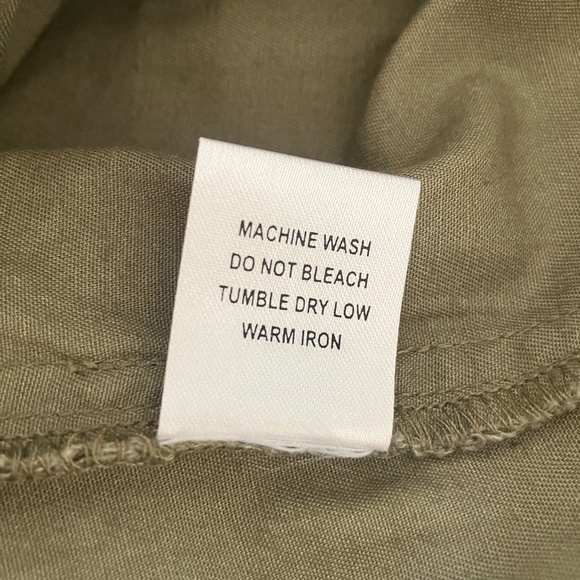 MACHINE WASH
DO NOT BLEACH
TUMBLE DRY LOW
WARM IRON